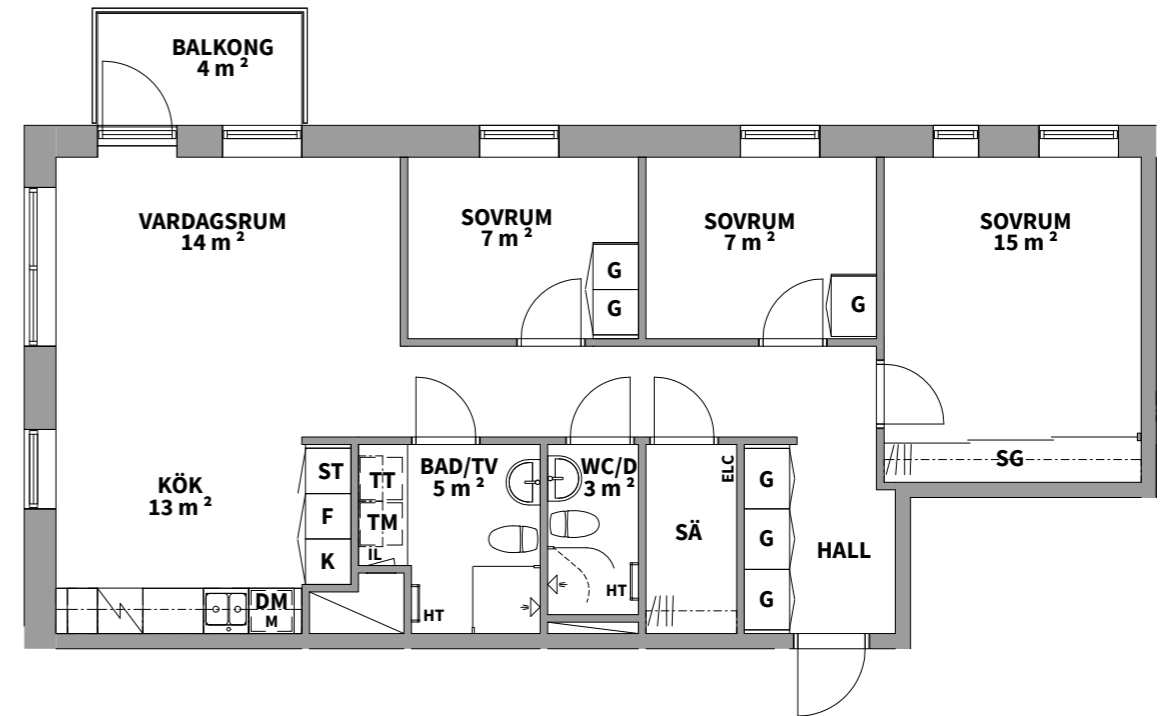 BALKONG
4 m ²
VARDAGSRUM
14 m ²
SOVRUM
7 m ²
G
G
SOVRUM
7 m ²
G
SOVRUM
15 m ²
SG
KÖK
13 m ²
ST
F
K
DM
M
TT
TM
IL
BAD/TV
5 m ²
HT
WC/D
3 m ²
HT
SÄ
ELC
G
G
G
HALL